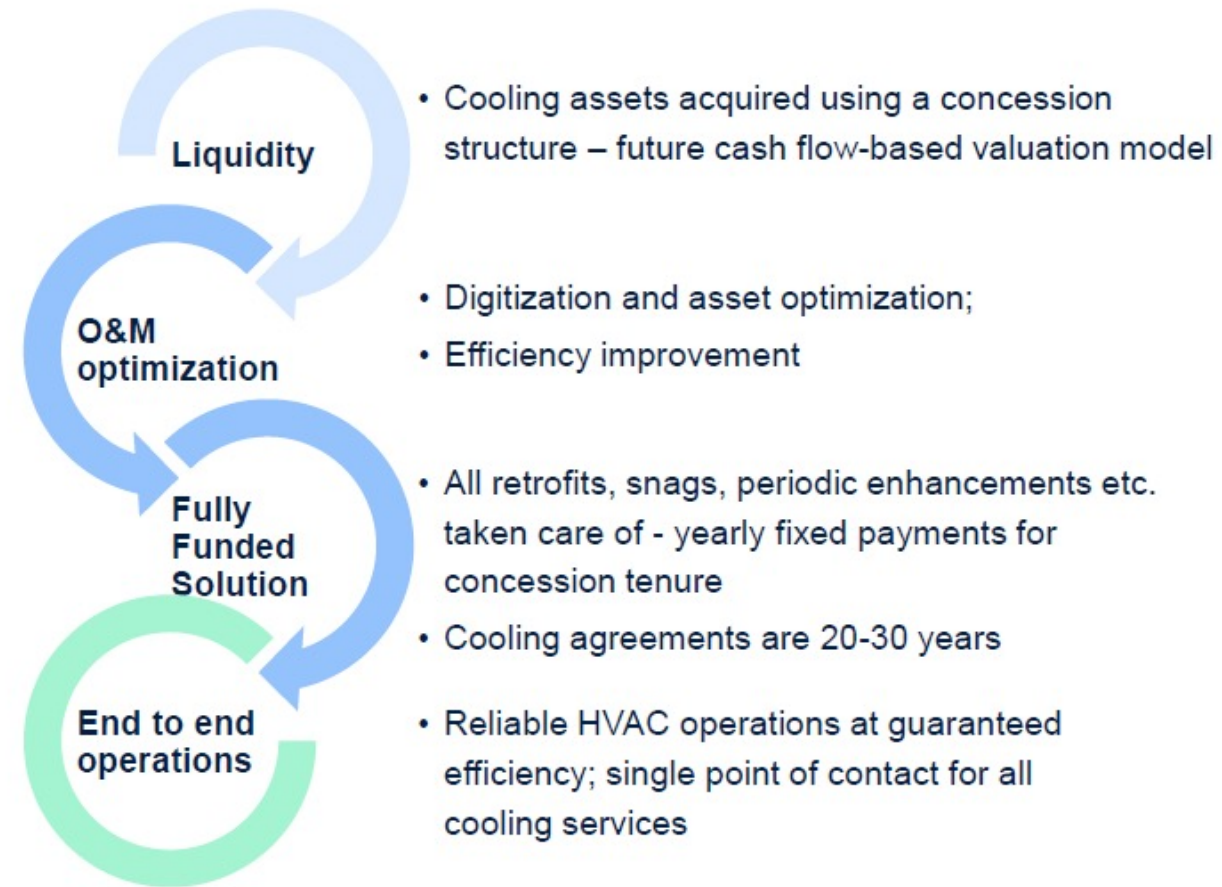 Liquidity
• Cooling assets acquired using a concession
structure – future cash flow-based valuation model
O&M
optimization
• Digitization and asset optimization;
• Efficiency improvement
Fully
Funded
Solution
• All retrofits, snags, periodic enhancements etc.
taken care of - yearly fixed payments for
concession tenure
• Cooling agreements are 20-30 years
End to end
operations
• Reliable HVAC operations at guaranteed
efficiency; single point of contact for all
cooling services